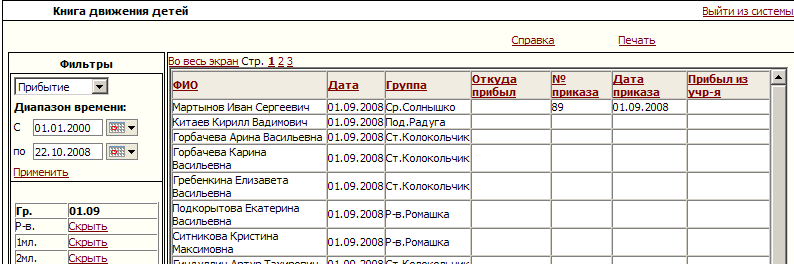 Книга движения детей
Выйти из системы
Справка Печать
Фильтры
Прибытие
Диапазон времени:
С 01.01.2000
по 22.10.2008
Применить
Гр. 01.09
Р-в. Скрыть
1мл. Скрыть
2мл. Скрыть
Во весь экран Стр. 1 2 3
ФИО Дата Группа Откуда прибыл № приказа Дата приказа Прибыл из учр-я
Мартынов Иван Сергеевич 01.09.2008 Ср.Солнышко 89 01.09.2008
Китаев Кирилл Вадимович 01.09.2008 Под.Радуга
Горбачева Арина Васильевна 01.09.2008 Ст.Колокольчик
Горбачева Карина
Васильевна 01.09.2008 Ст.Колокольчик
Гребенкина Елизавета
Васильевна 01.09.2008 Ст.Колокольчик
Подкорытова Екатерина
Васильевна 01.09.2008 Р-в.Ромашка
Ситникова Кристина
Максимовна 01.09.2008 Р-в.Ромашка
Артур Тахирович 01.09.2008 Ст.Колокольчик